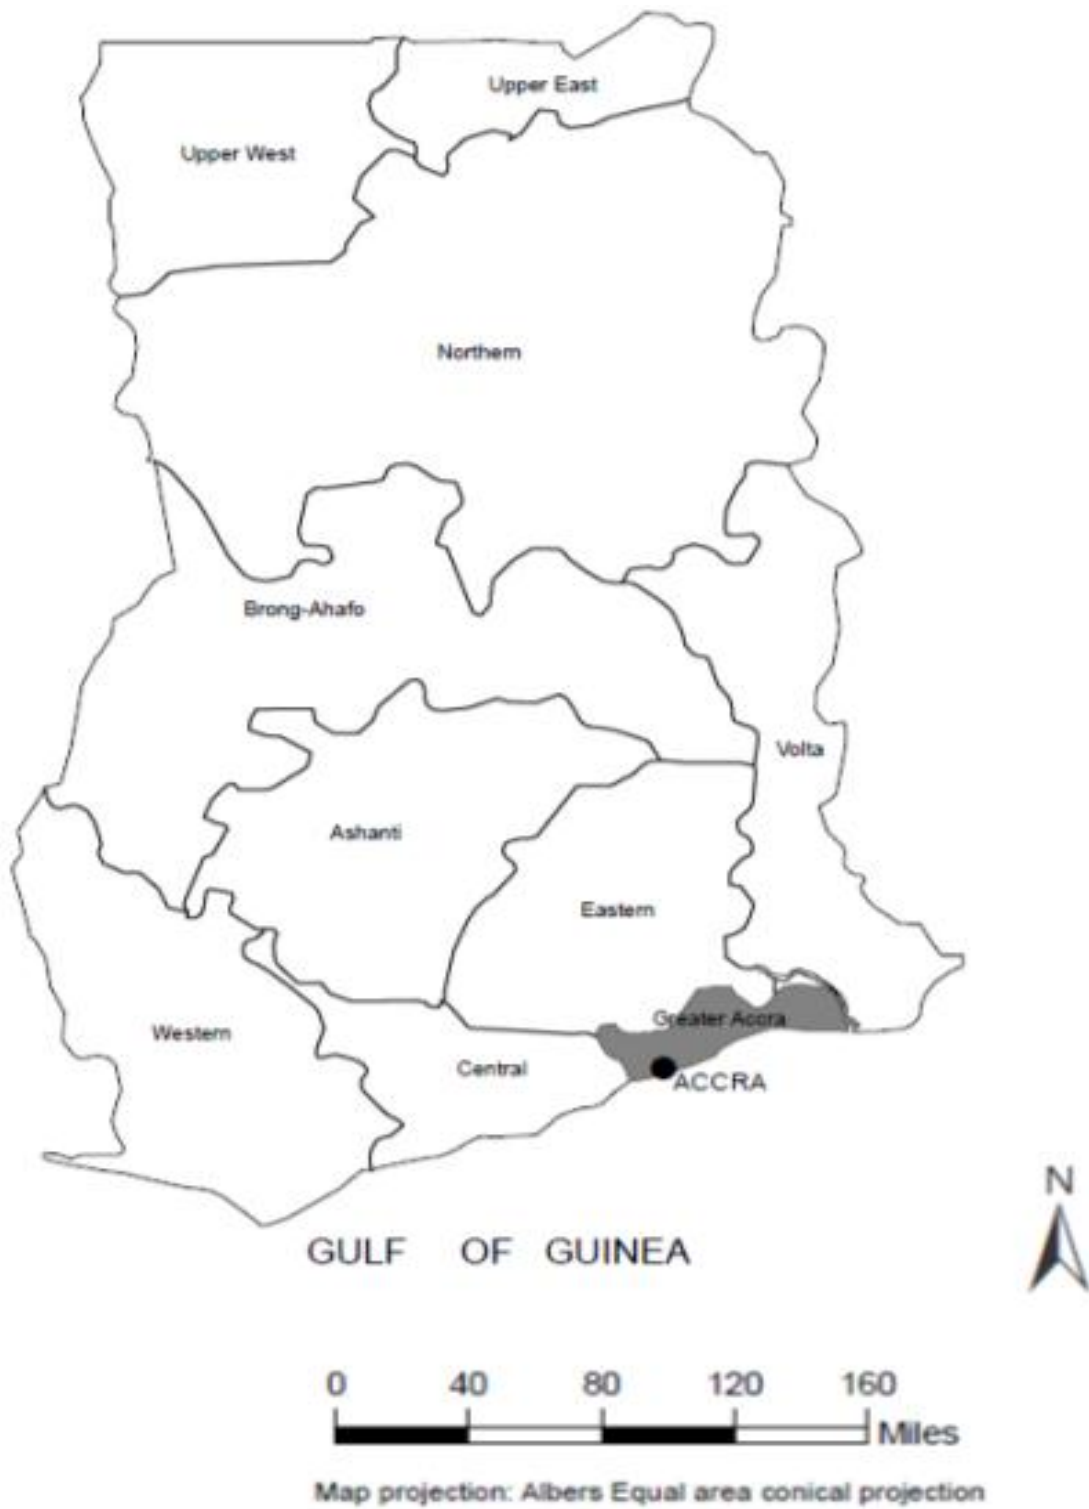 Upper East
Upper West
Northern
Brong-Ahafo
Volta
Ashanti
Eastern
Greater Accra
Western
Central
ACCRA
N
GULF OF GUINEA
0 40 80 120 160
Miles
Map projection: Albers Equal area conical projection